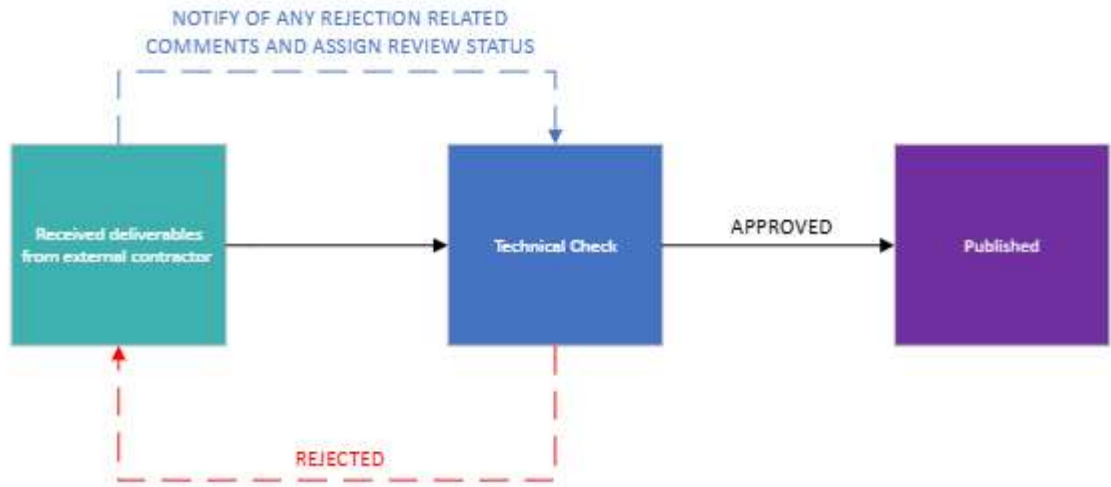 NOTIFY OF ANY REJECTION RELATED
COMMENTS AND ASSIGN REVIEW STATUS
Received deliverables
from external contractor
Technical Check
APPROVED
Published
REJECTED